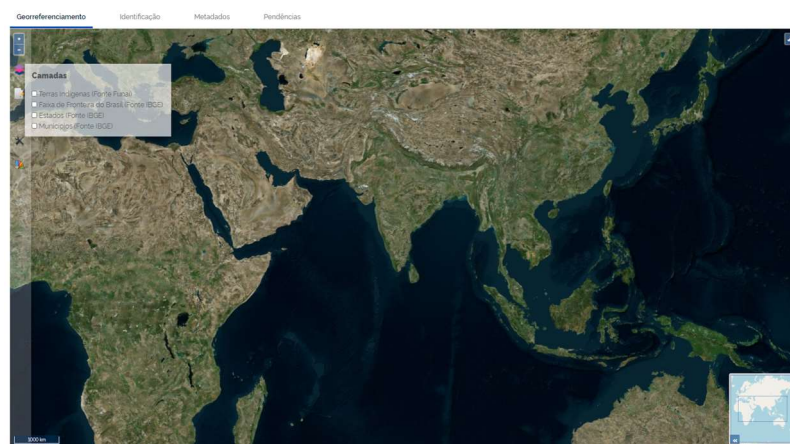 Georreferenciamento Identificação Metadados Pendências
Camadas
Terras Indígenas (Fonte Funai)
Faixa de Fronteira do Brasil (Fonte IBGE)
Estados (Fonte IBGE)
Municípios (Fonte IBGE)
1000 km